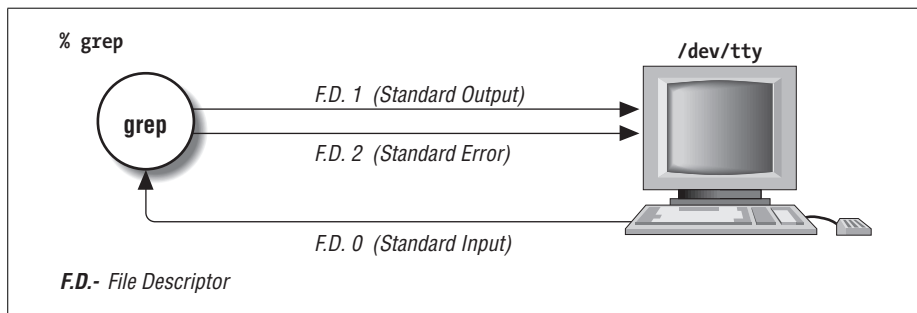 % grep
/dev/tty
F.D. 1 (Standard Output)
grep
F.D. 2 (Standard Error)
F.D. 0 (Standard Input)
F.D.- File Descriptor